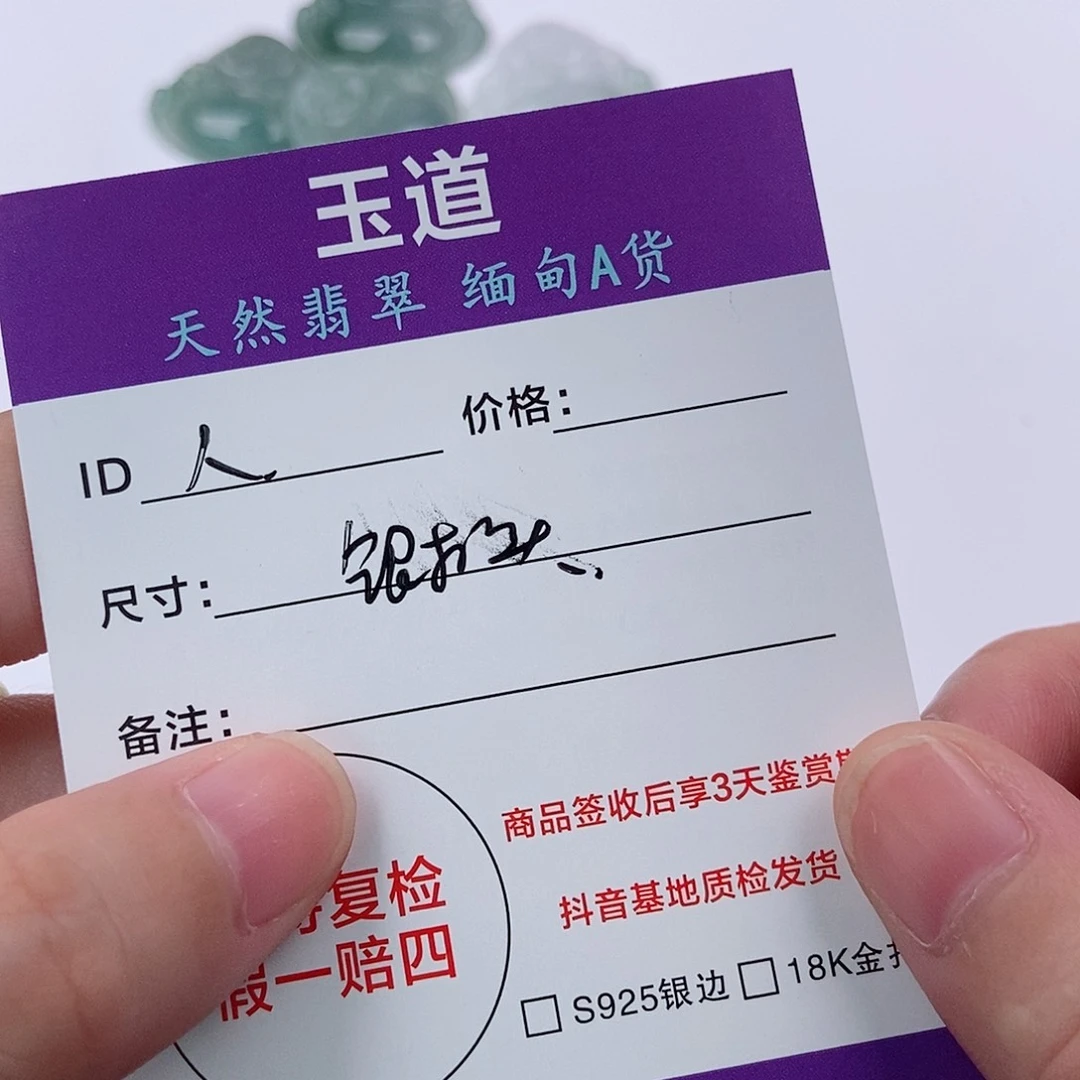 玉道
天然翡翠 缅甸A货
ID 人
价格：
尺寸：银
备注：
商品签收后享3天鉴赏期
复检
假一赔四
抖音基地质检发货
□ S925银边 □ 18K金